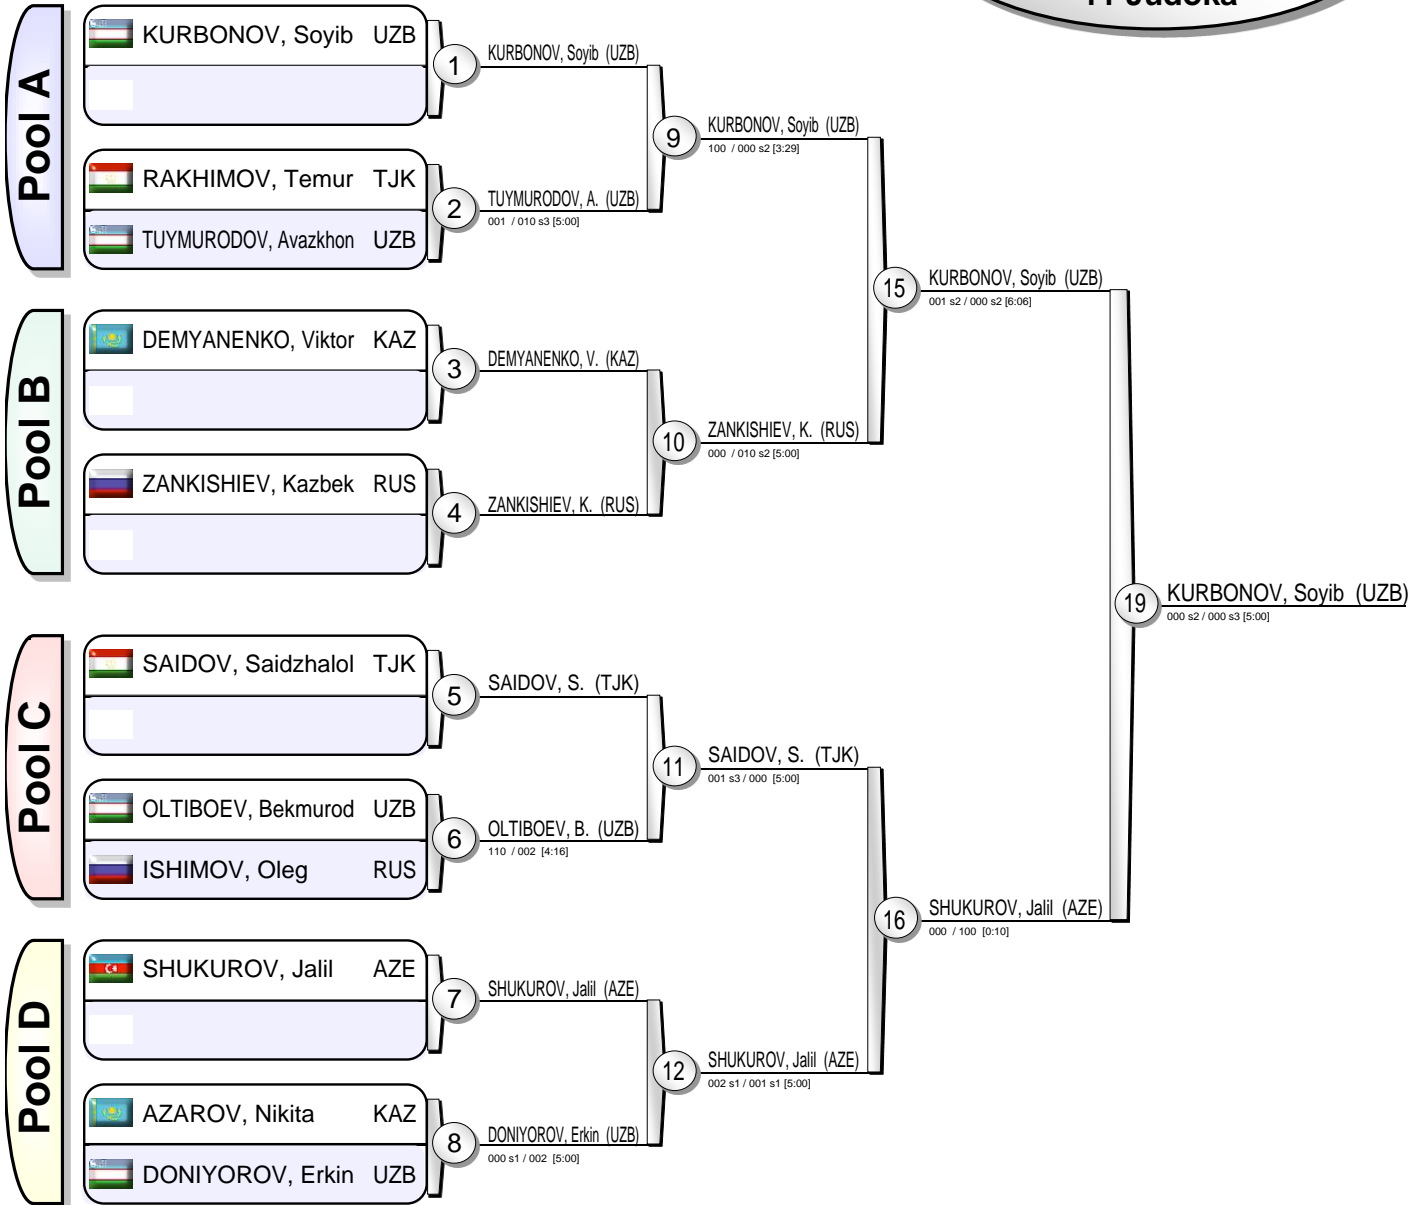 11 Judoka
Pool A
KURBONOV, Soyib UZB
1
KURBONOV, Soyib (UZB)
RAKHIMOV, Temur TJK
TUYMURODOV, Avazkhon UZB
2
TUYMURODOV, A. (UZB)
001 / 010 s3 [5:00]
9
KURBONOV, Soyib (UZB)
100 / 000 s2 [3:29]
Pool B
DEMYANENKO, Viktor KAZ
3
DEMYANENKO, V. (KAZ)
ZANKISHIEV, Kazbek RUS
4
ZANKISHIEV, K. (RUS)
10
ZANKISHIEV, K. (RUS)
000 / 010 s2 [5:00]
15
KURBONOV, Soyib (UZB)
001 s2 / 000 s2 [6:06]
Pool C
SAIDOV, Saidzhalol TJK
5
SAIDOV, S. (TJK)
OLTIBOEV, Bekmurod UZB
ISHIMOV, Oleg RUS
6
OLTIBOEV, B. (UZB)
110 / 002 [4:16]
11
SAIDOV, S. (TJK)
001 s3 / 000 [5:00]
Pool D
SHUKUROV, Jalil AZE
7
SHUKUROV, Jalil (AZE)
AZAROV, Nikita KAZ
DONIYOROV, Erkin UZB
8
DONIYOROV, Erkin (UZB)
000 s1 / 002 [5:00]
12
SHUKUROV, Jalil (AZE)
002 s1 / 001 s1 [5:00]
16
SHUKUROV, Jalil (AZE)
000 / 100 [0:10]
19
KURBONOV, Soyib (UZB)
000 s2 / 000 s3 [5:00]